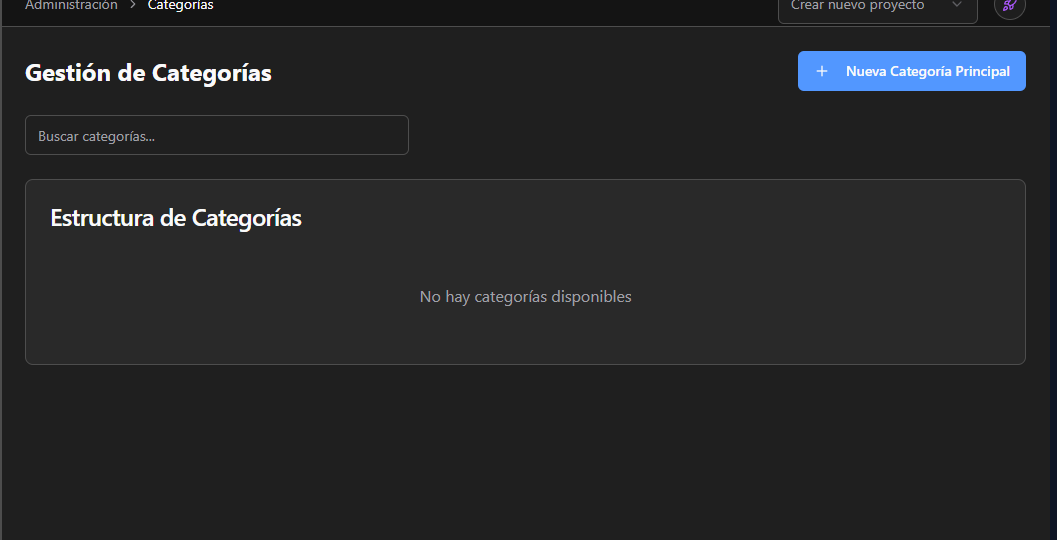 Administración > Categorías
Crear nuevo proyecto
Gestión de Categorías
+ Nueva Categoría Principal
Buscar categorías...
Estructura de Categorías
No hay categorías disponibles